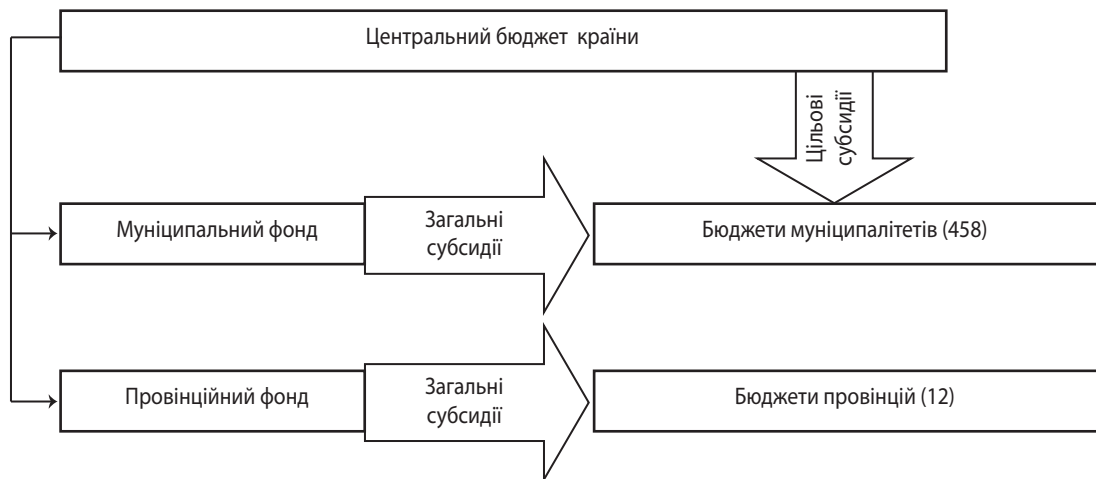 Центральний бюджет країни
Цільові
субсидії
Муніципальний фонд
Загальні
субсидії
Бюджети муніципалітетів (458)
Провінційний фонд
Загальні
субсидії
Бюджети провінцій (12)